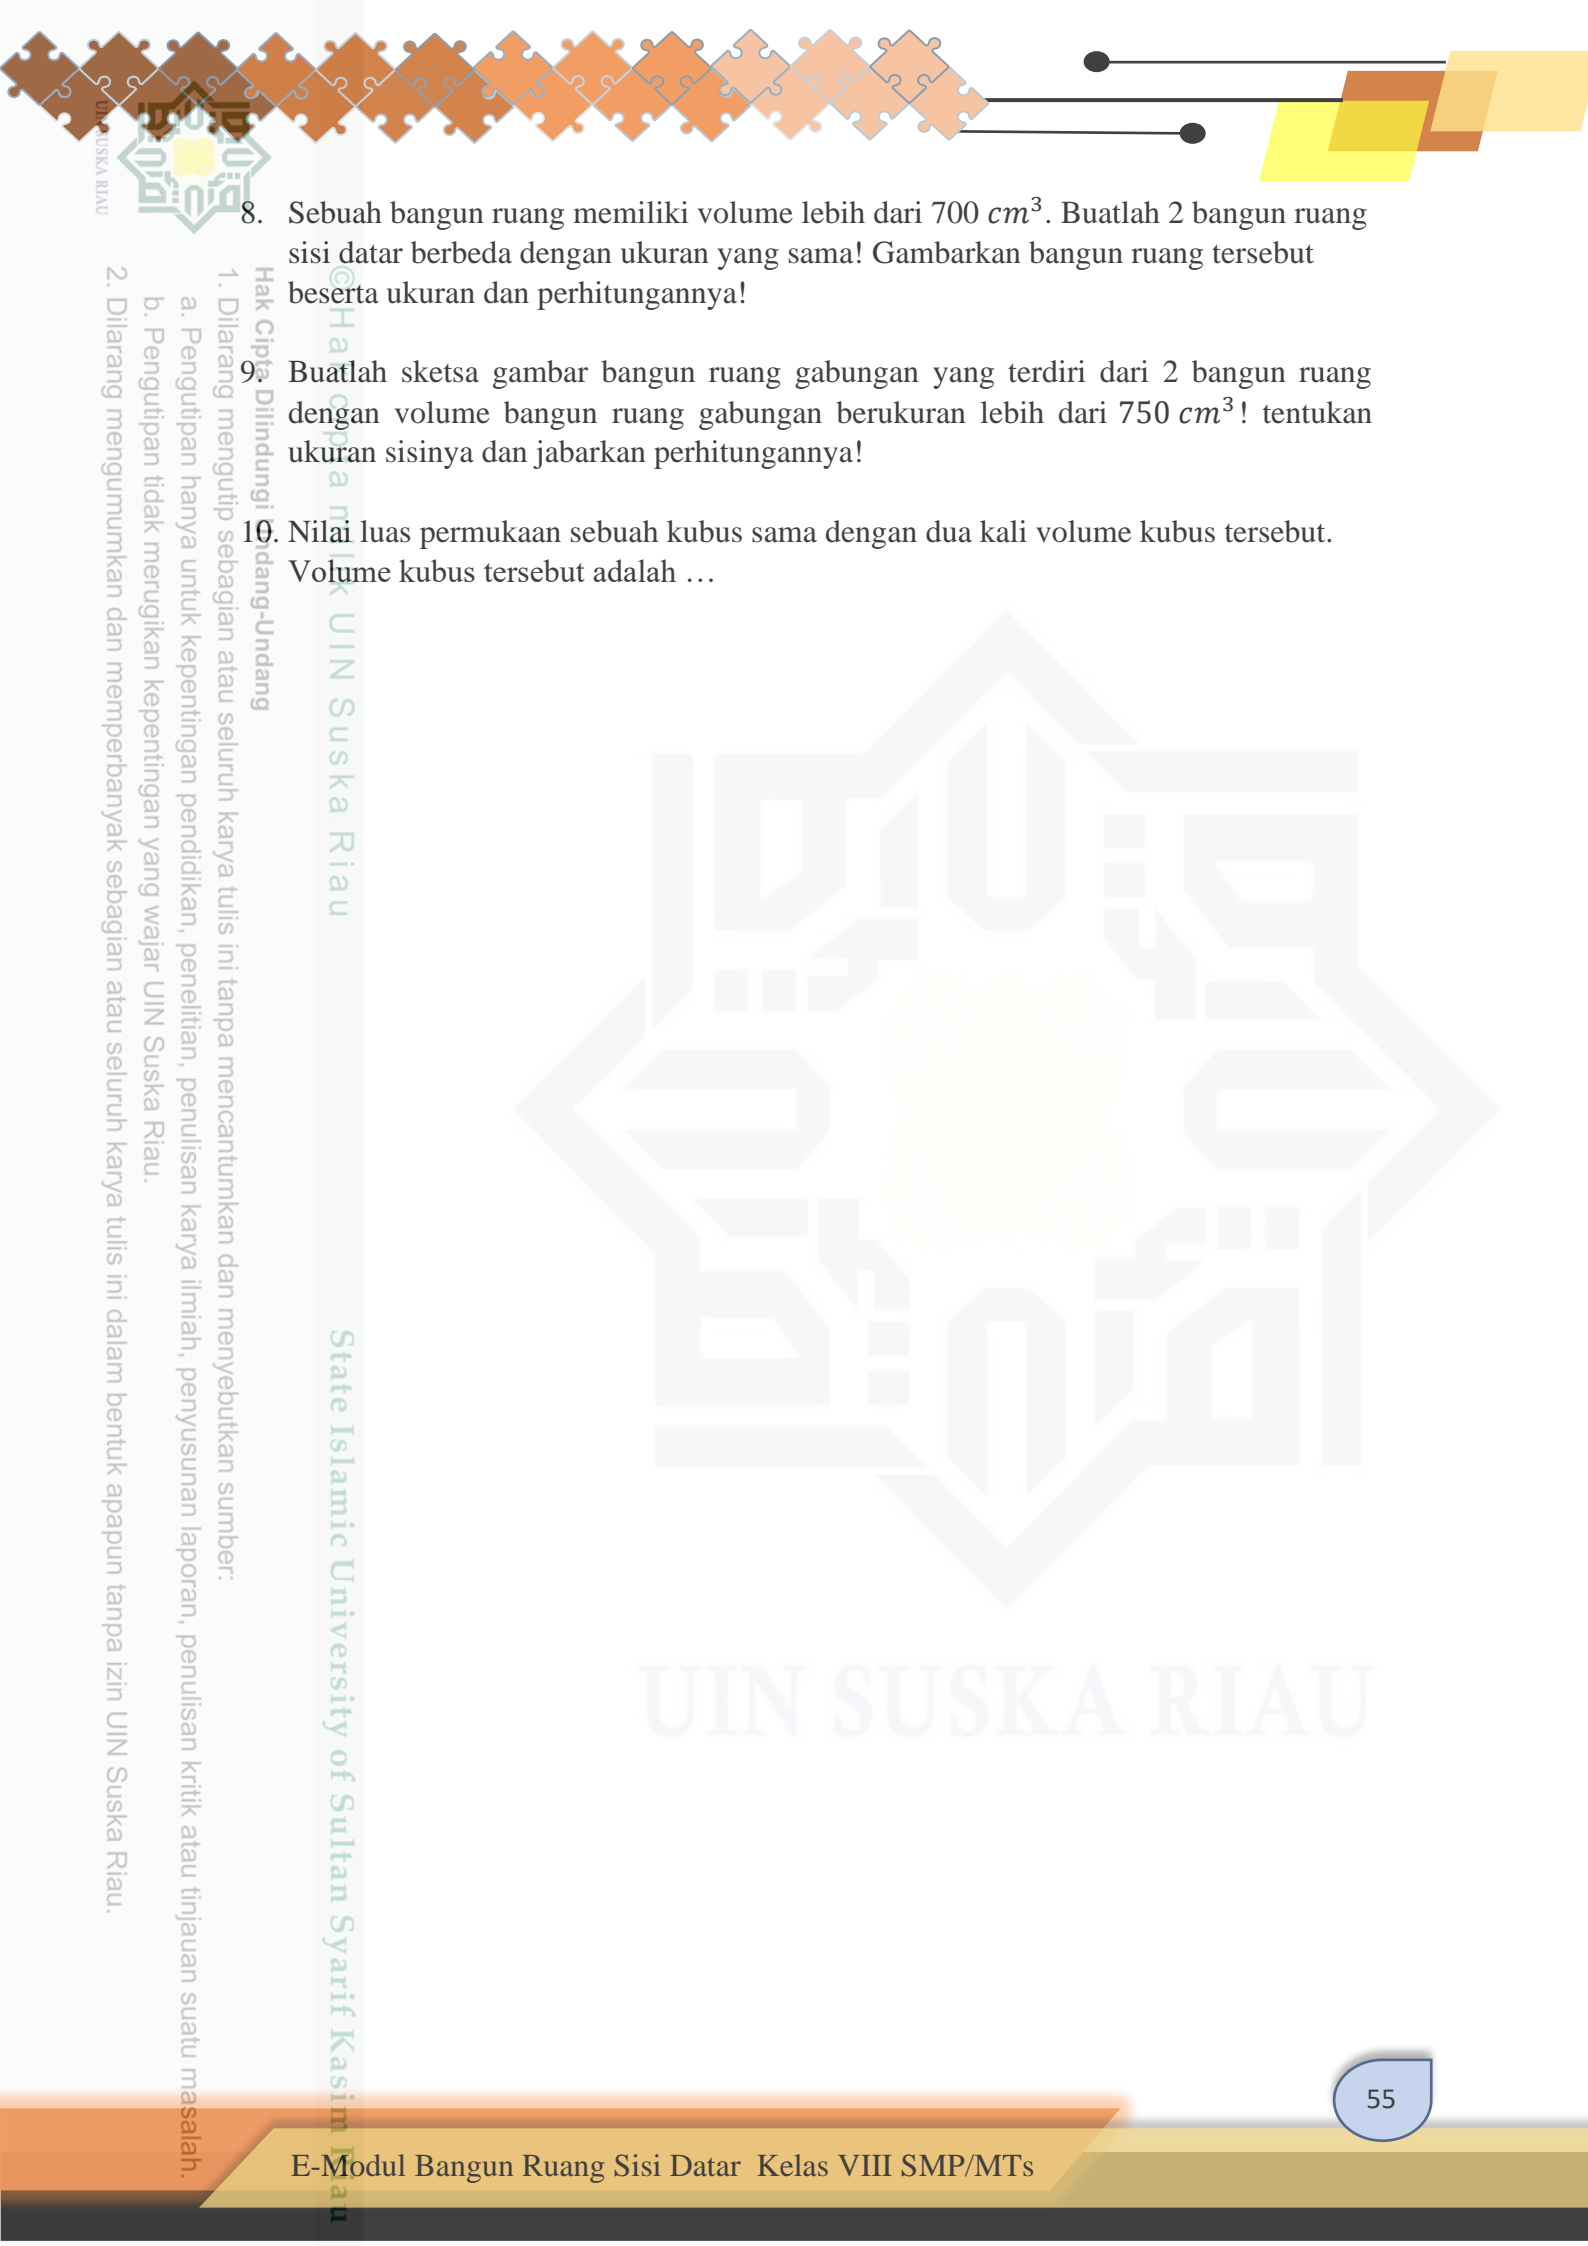 UIN SUSKA RIAU
8. Sebuah bangun ruang memiliki volume lebih dari 700 cm³. Buatlah 2 bangun ruang
sisi datar berbeda dengan ukuran yang sama! Gambarkan bangun ruang tersebut
beserta ukuran dan perhitungannya!
9. Buatlah sketsa gambar bangun ruang gabungan yang terdiri dari 2 bangun ruang
dengan volume bangun ruang gabungan berukuran lebih dari 750 cm³! tentukan
ukuran sisinya dan jabarkan perhitungannya!
10. Nilai luas permukaan sebuah kubus sama dengan dua kali volume kubus tersebut.
Volume kubus tersebut adalah …
© Hak cipta milik UIN Suska Riau
State Islamic University of Sultan Syarif Kasim Riau
Hak Cipta Dilindungi Undang-Undang
1. Dilarang mengutip sebagian atau seluruh karya tulis ini tanpa mencantumkan dan menyebutkan sumber:
a. Pengutipan hanya untuk kepentingan pendidikan, penelitian, penulisan karya ilmiah, penyusunan laporan, penulisan kritik atau tinjauan suatu masalah.
b. Pengutipan tidak merugikan kepentingan yang wajar UIN Suska Riau.
2. Dilarang mengumumkan dan memperbanyak sebagian atau seluruh karya tulis ini dalam bentuk apapun tanpa izin UIN Suska Riau.
UIN SUSKA RIAU
55
E-Modul Bangun Ruang Sisi Datar Kelas VIII SMP/MTs